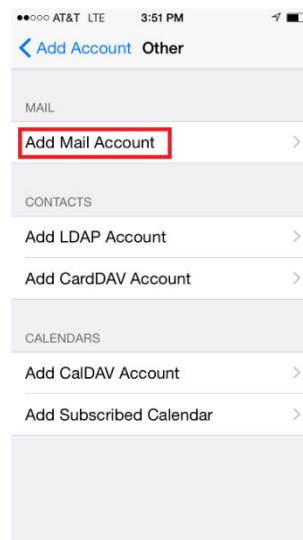 AT&T LTE 3:51 PM
Add Account Other
MAIL
Add Mail Account
CONTACTS
Add LDAP Account
Add CardDAV Account
CALENDARS
Add CalDAV Account
Add Subscribed Calendar